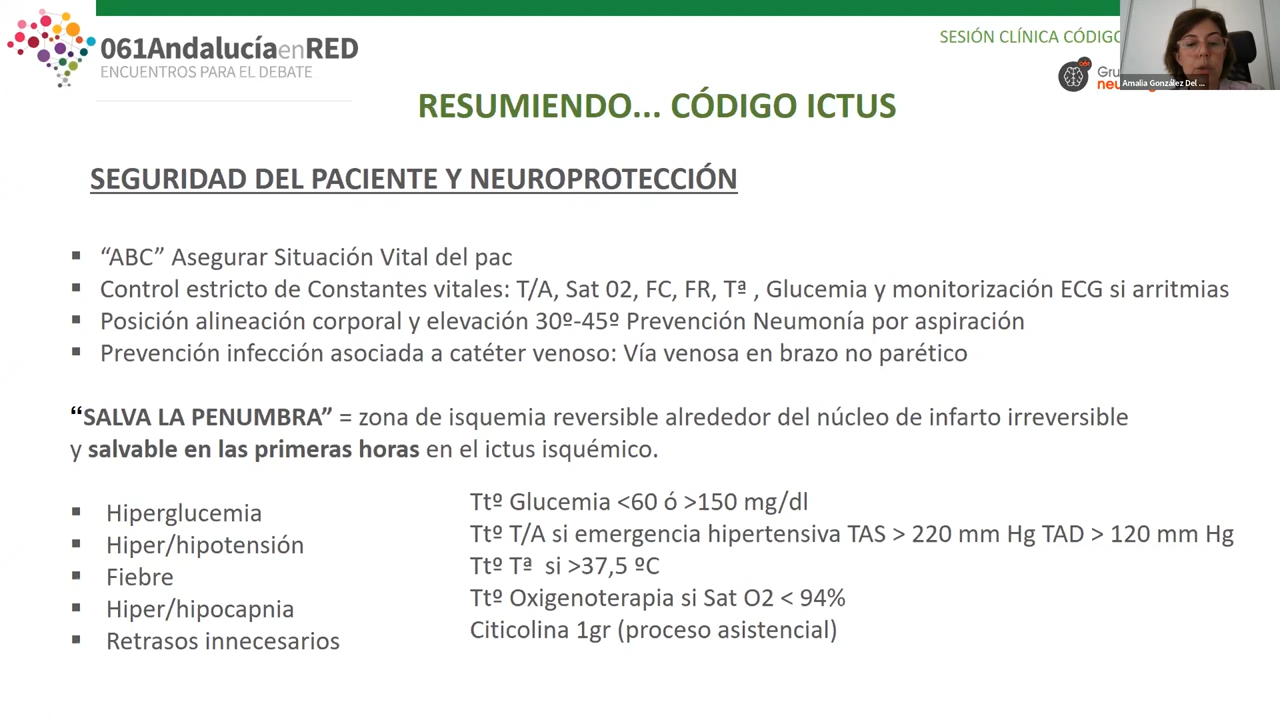 061AndalucíaenRED
ENCUENTROS PARA EL DEBATE
SESIÓN CLÍNICA CÓDIGO
Amalia González Del ...
RESUMIENDO... CÓDIGO ICTUS
SEGURIDAD DEL PACIENTE Y NEUROPROTECCIÓN
▪ “ABC” Asegurar Situación Vital del pac
▪ Control estricto de Constantes vitales: T/A, Sat 02, FC, FR, Tª , Glucemia y monitorización ECG si arritmias
▪ Posición alineación corporal y elevación 30º-45º Prevención Neumonía por aspiración
▪ Prevención infección asociada a catéter venoso: Vía venosa en brazo no parético
“SALVA LA PENUMBRA” = zona de isquemia reversible alrededor del núcleo de infarto irreversible
y salvable en las primeras horas en el ictus isquémico.
▪ Hiperglucemia
▪ Hiper/hipotensión
▪ Fiebre
▪ Hiper/hipocapnia
▪ Retrasos innecesarios
Ttº Glucemia <60 ó >150 mg/dl
Ttº T/A si emergencia hipertensiva TAS > 220 mm Hg TAD > 120 mm Hg
Ttº Tª si >37,5 ºC
Ttº Oxigenoterapia si Sat O2 < 94%
Citicolina 1gr (proceso asistencial)